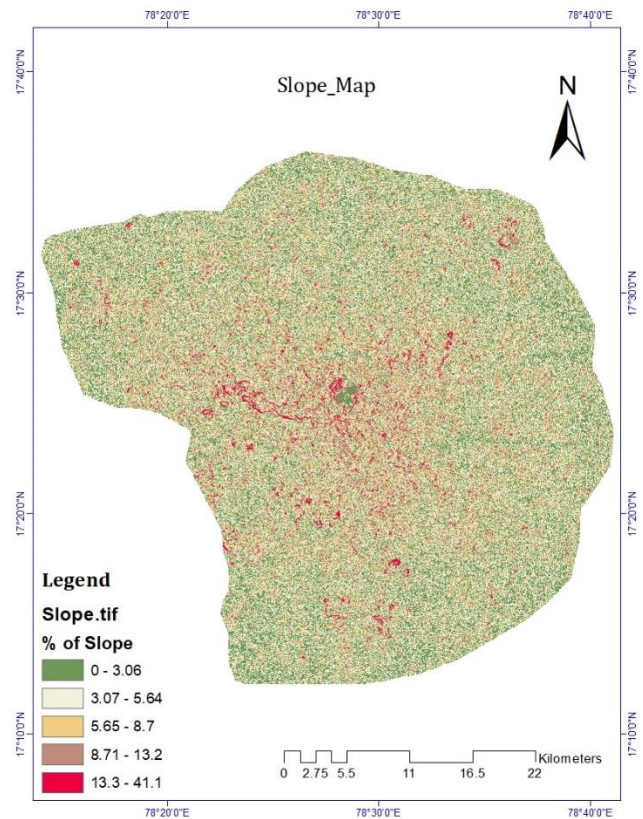 78°20'0"E 78°30'0"E 78°40'0"E
17°40'0"N 17°40'0"N
Slope_Map
N
17°30'0"N 17°30'0"N
17°20'0"N 17°20'0"N
Legend
Slope.tif
% of Slope
0 - 3.06
3.07 - 5.64
5.65 - 8.7
8.71 - 13.2
13.3 - 41.1
17°10'0"N 17°10'0"N
Kilometers
0 2.75 5.5 11 16.5 22
78°20'0"E 78°30'0"E 78°40'0"E